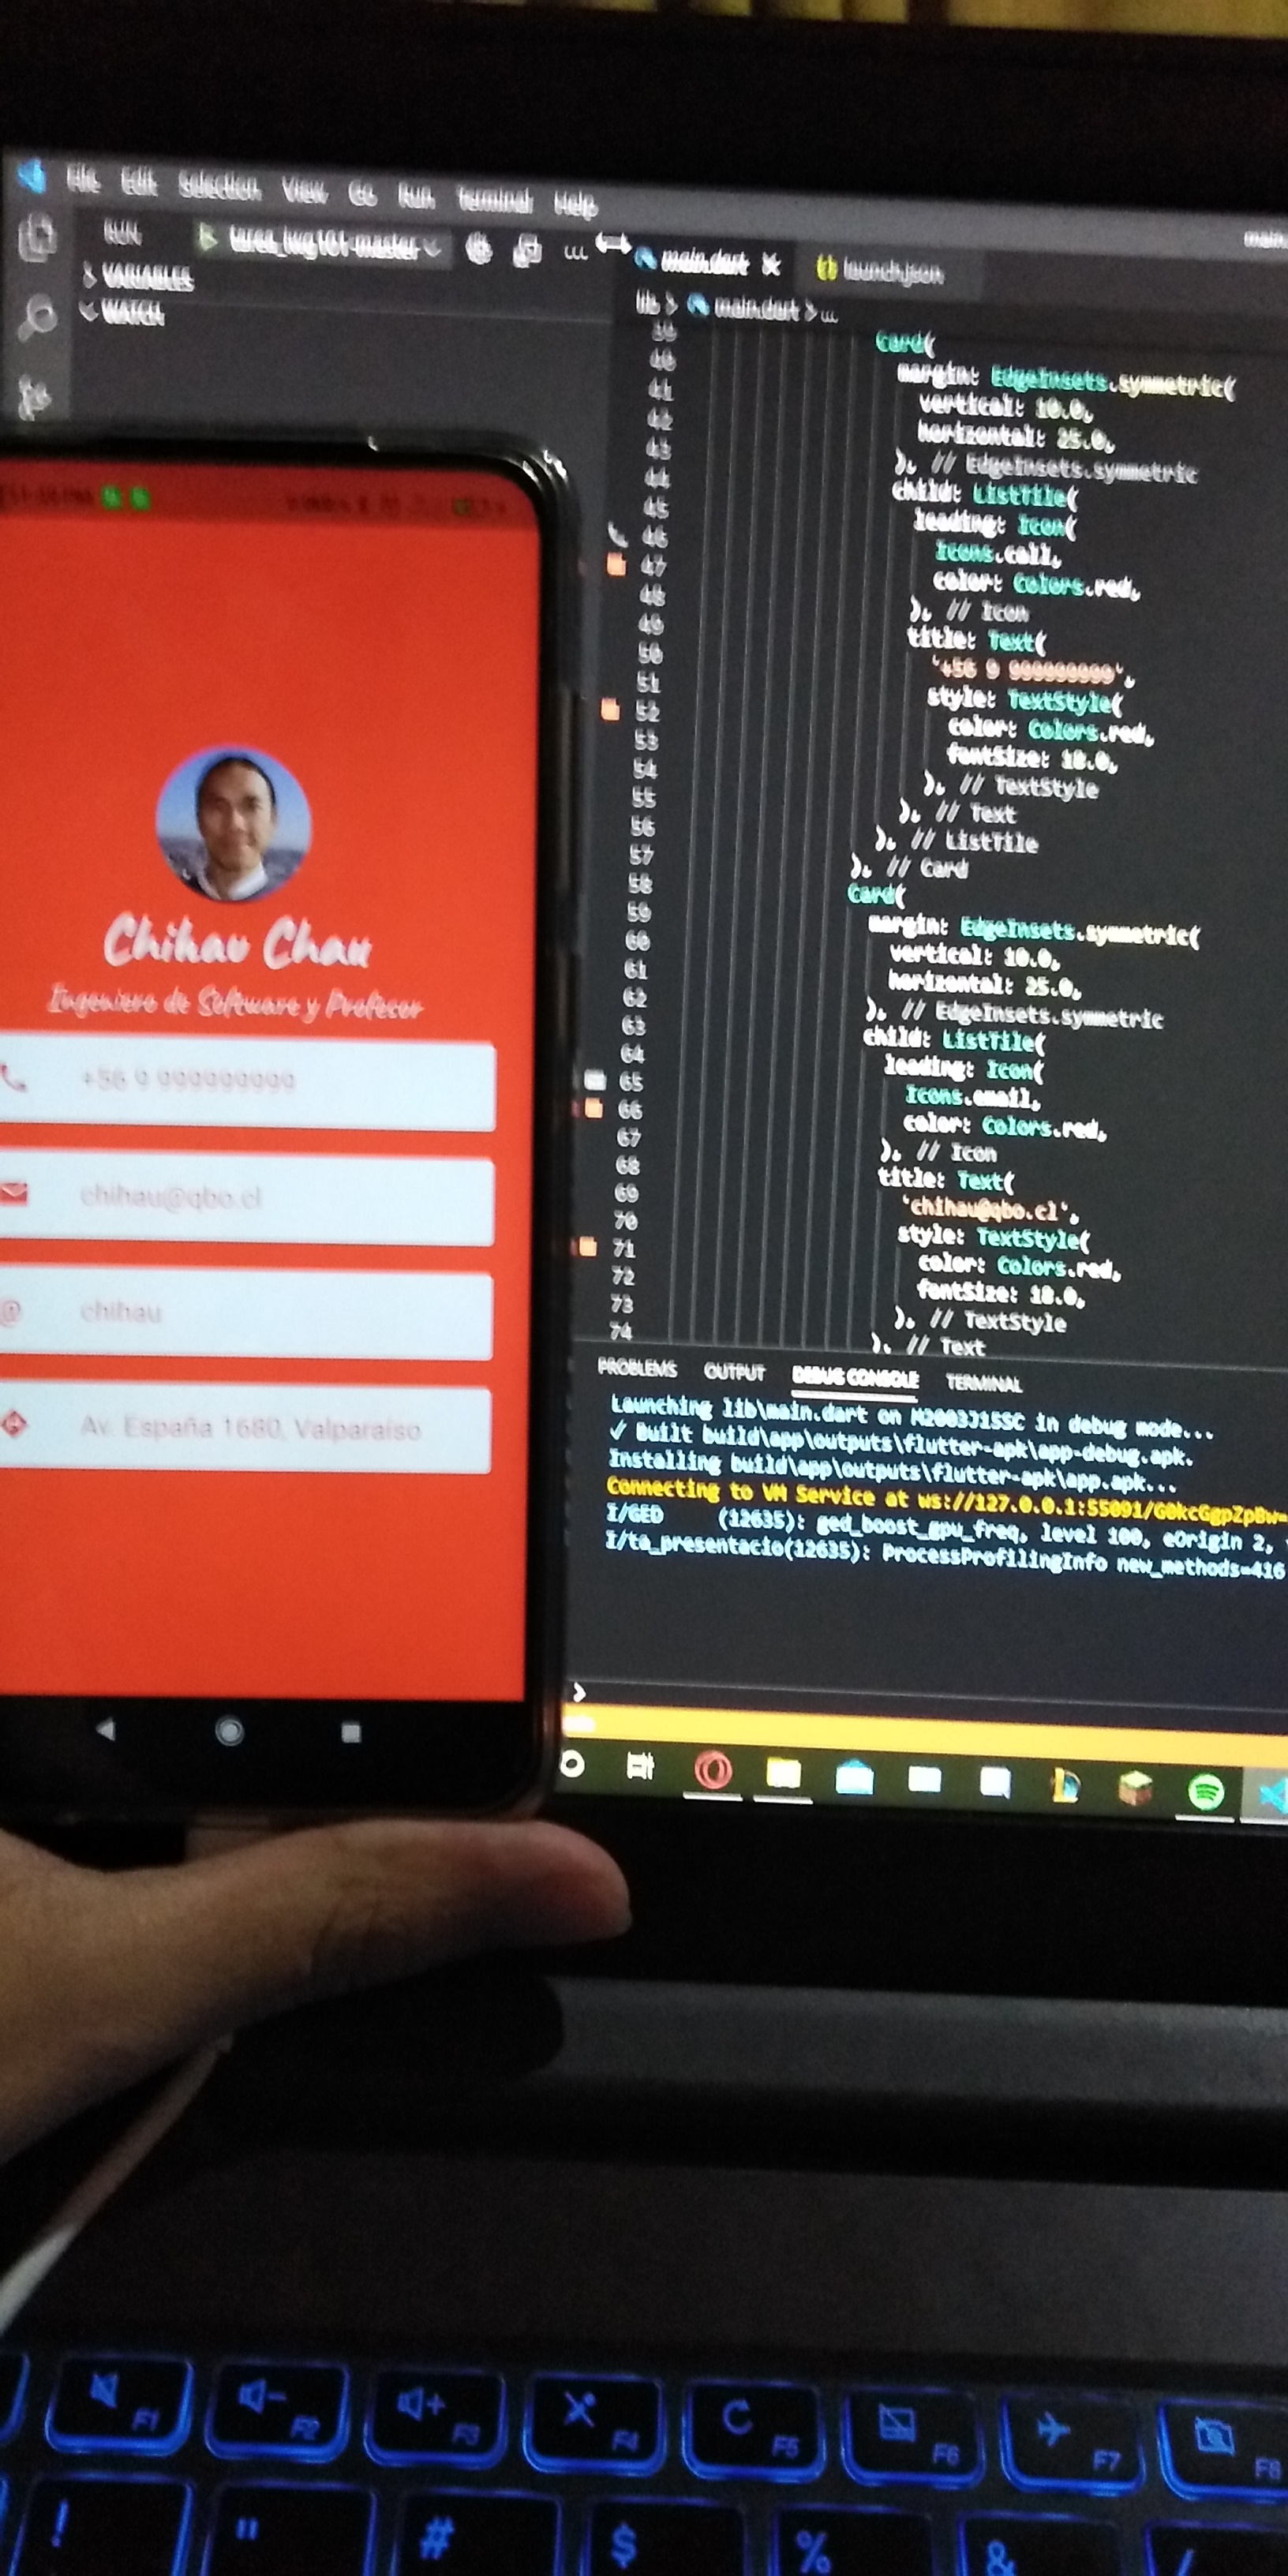 File Edit Selection View Go Run Terminal Help
main.
RUN tarea_iwg101-master ...
VARIABLES
WATCH
main.dart X launch.json
lib > main.dart > ...
39 Card(
40 margin: EdgeInsets.symmetric(
41 vertical: 10.0,
42 horizontal: 25.0,
43 ), // EdgeInsets.symmetric
44 child: ListTile(
45 leading: Icon(
46 Icons.call,
47 color: Colors.red,
48 ), // Icon
49 title: Text(
50 '+56 9 999999999',
51 style: TextStyle(
52 color: Colors.red,
53 fontSize: 18.0,
54 ), // TextStyle
55 ), // Text
56 ), // ListTile
57 ), // Card
58 Card(
59 margin: EdgeInsets.symmetric(
60 vertical: 10.0,
61 horizontal: 25.0,
62 ), // EdgeInsets.symmetric
63 child: ListTile(
64 leading: Icon(
65 Icons.email,
66 color: Colors.red,
67 ), // Icon
68 title: Text(
69 'chihau@qbo.cl',
70 style: TextStyle(
71 color: Colors.red,
72 fontSize: 18.0,
73 ), // TextStyle
74 ), // Text
PROBLEMS OUTPUT DEBUG CONSOLE TERMINAL
Launching lib\main.dart on M2003J15SC in debug mode...
✓ Built build\app\outputs\flutter-apk\app-debug.apk.
Installing build\app\outputs\flutter-apk\app.apk...
Connecting to VM Service at ws://127.0.0.1:55091/G0kcGgpZpBw=
I/GED (12635): ged_boost_gpu_freq, level 100, eOrigin 2,
I/ta_presentacio(12635): ProcessProfilingInfo new_methods=416
>
Chihau Chau
Ingeniero de Software y Profesor
+56 9 999999999
chihau@qbo.cl
@ chihau
Av. España 1680, Valparaíso
F1 F2 F3 F4 F5 F6 F7 F8
! " # $ % & /